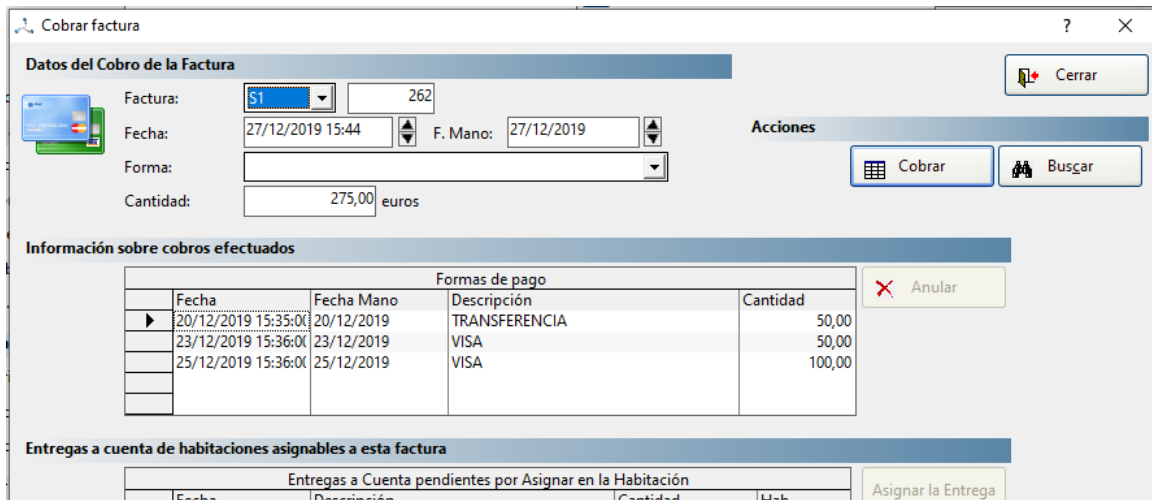 Cobrar factura ?
Datos del Cobro de la Factura
Cerrar
Factura: S1 262
Fecha: 27/12/2019 15:44 F. Mano: 27/12/2019
Acciones
Forma:
Cobrar Buscar
Cantidad: 275,00 euros
Información sobre cobros efectuados
Formas de pago
Anular
Fecha Fecha Mano Descripción Cantidad
20/12/2019 15:35:00 20/12/2019 TRANSFERENCIA 50,00
23/12/2019 15:36:00 23/12/2019 VISA 50,00
25/12/2019 15:36:00 25/12/2019 VISA 100,00
Entregas a cuenta de habitaciones asignables a esta factura
Entregas a Cuenta pendientes por Asignar en la Habitación
Asignar la Entrega
Fecha Descripción Cantidad Hab.